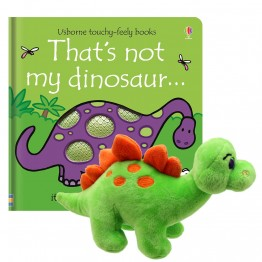 Usborne touchy-feely books
That's not
my dinosaur...